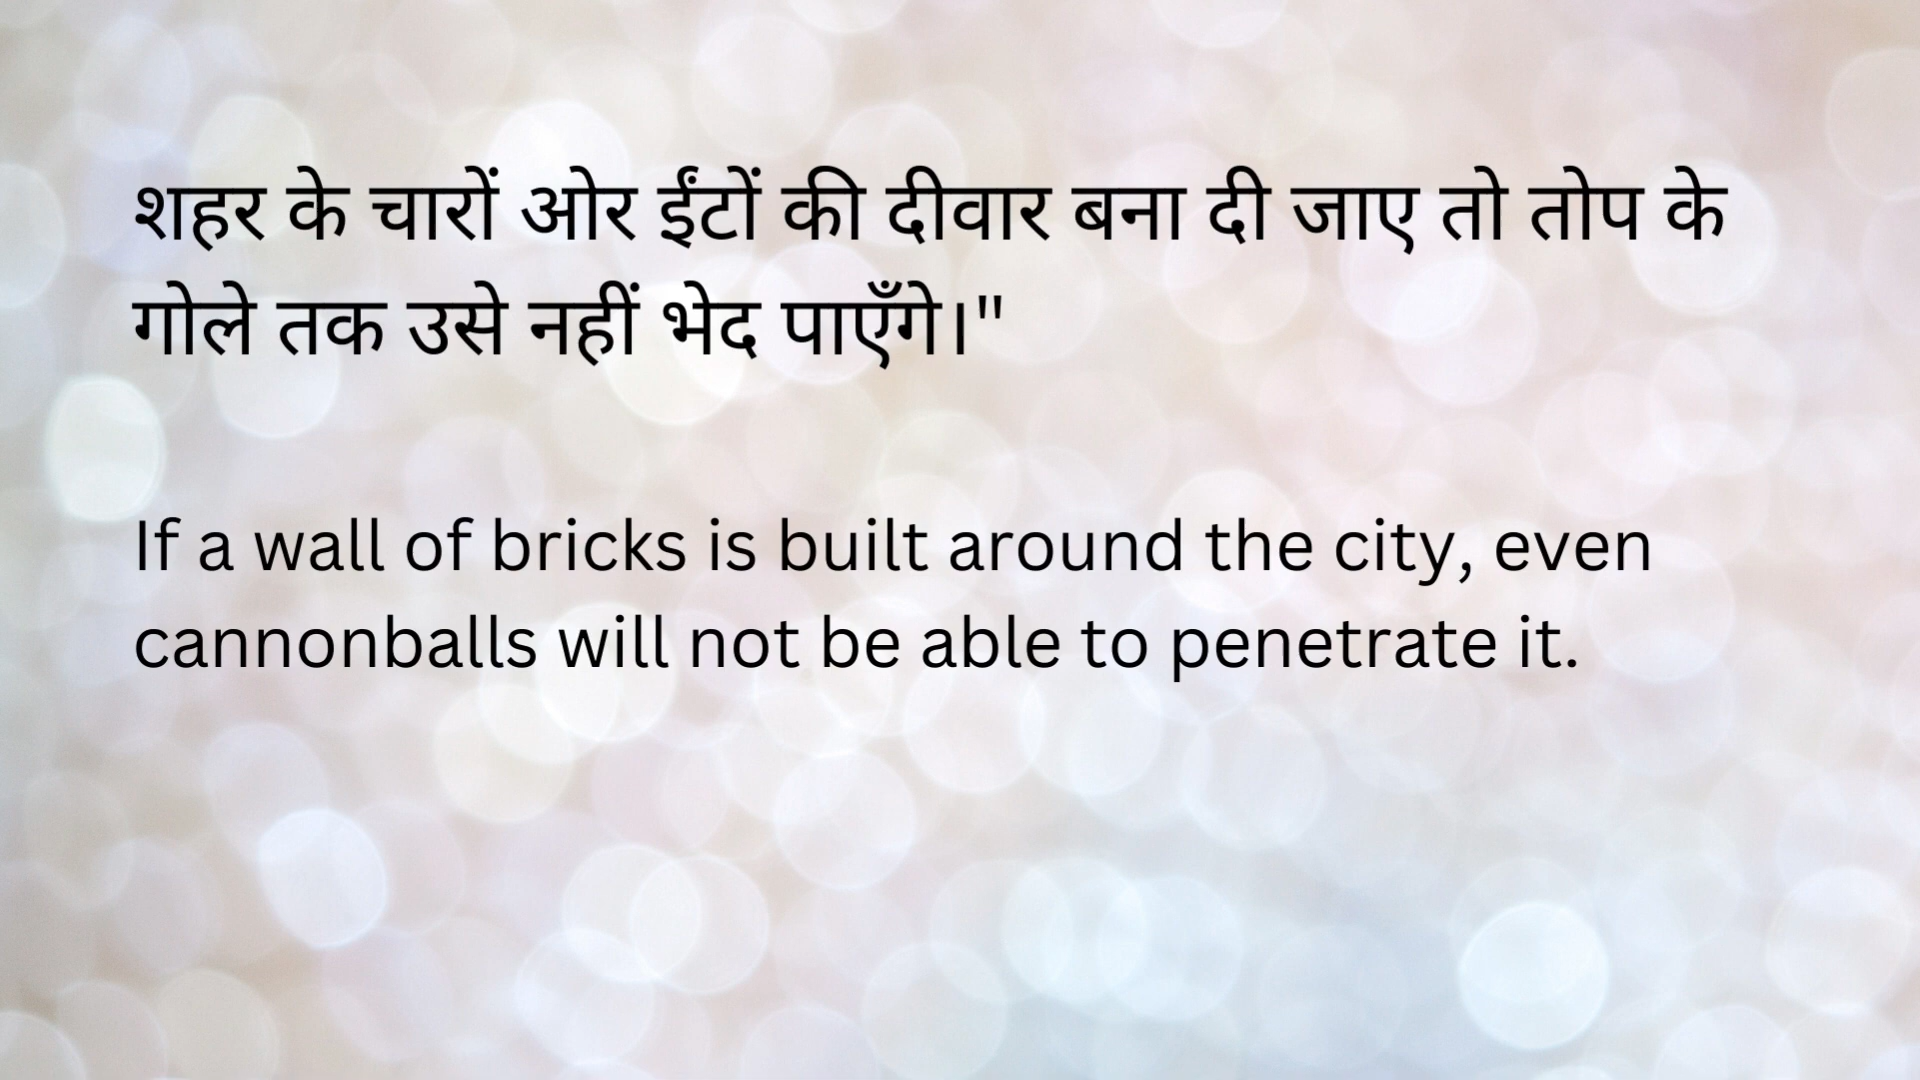 शहर के चारों ओर ईंटों की दीवार बना दी जाए तो तोप के
गोले तक उसे नहीं भेद पाएँगे।"
If a wall of bricks is built around the city, even
cannonballs will not be able to penetrate it.